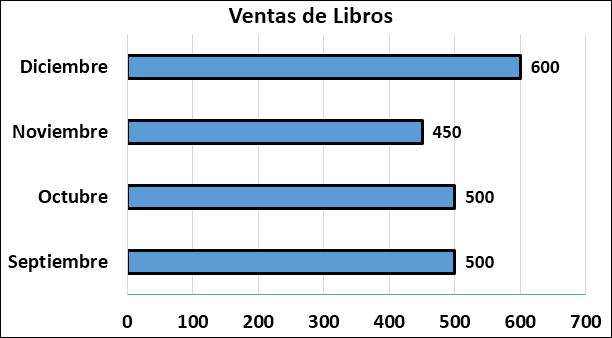 Ventas de Libros
Diciembre 600
Noviembre 450
Octubre 500
Septiembre 500
0 100 200 300 400 500 600 700